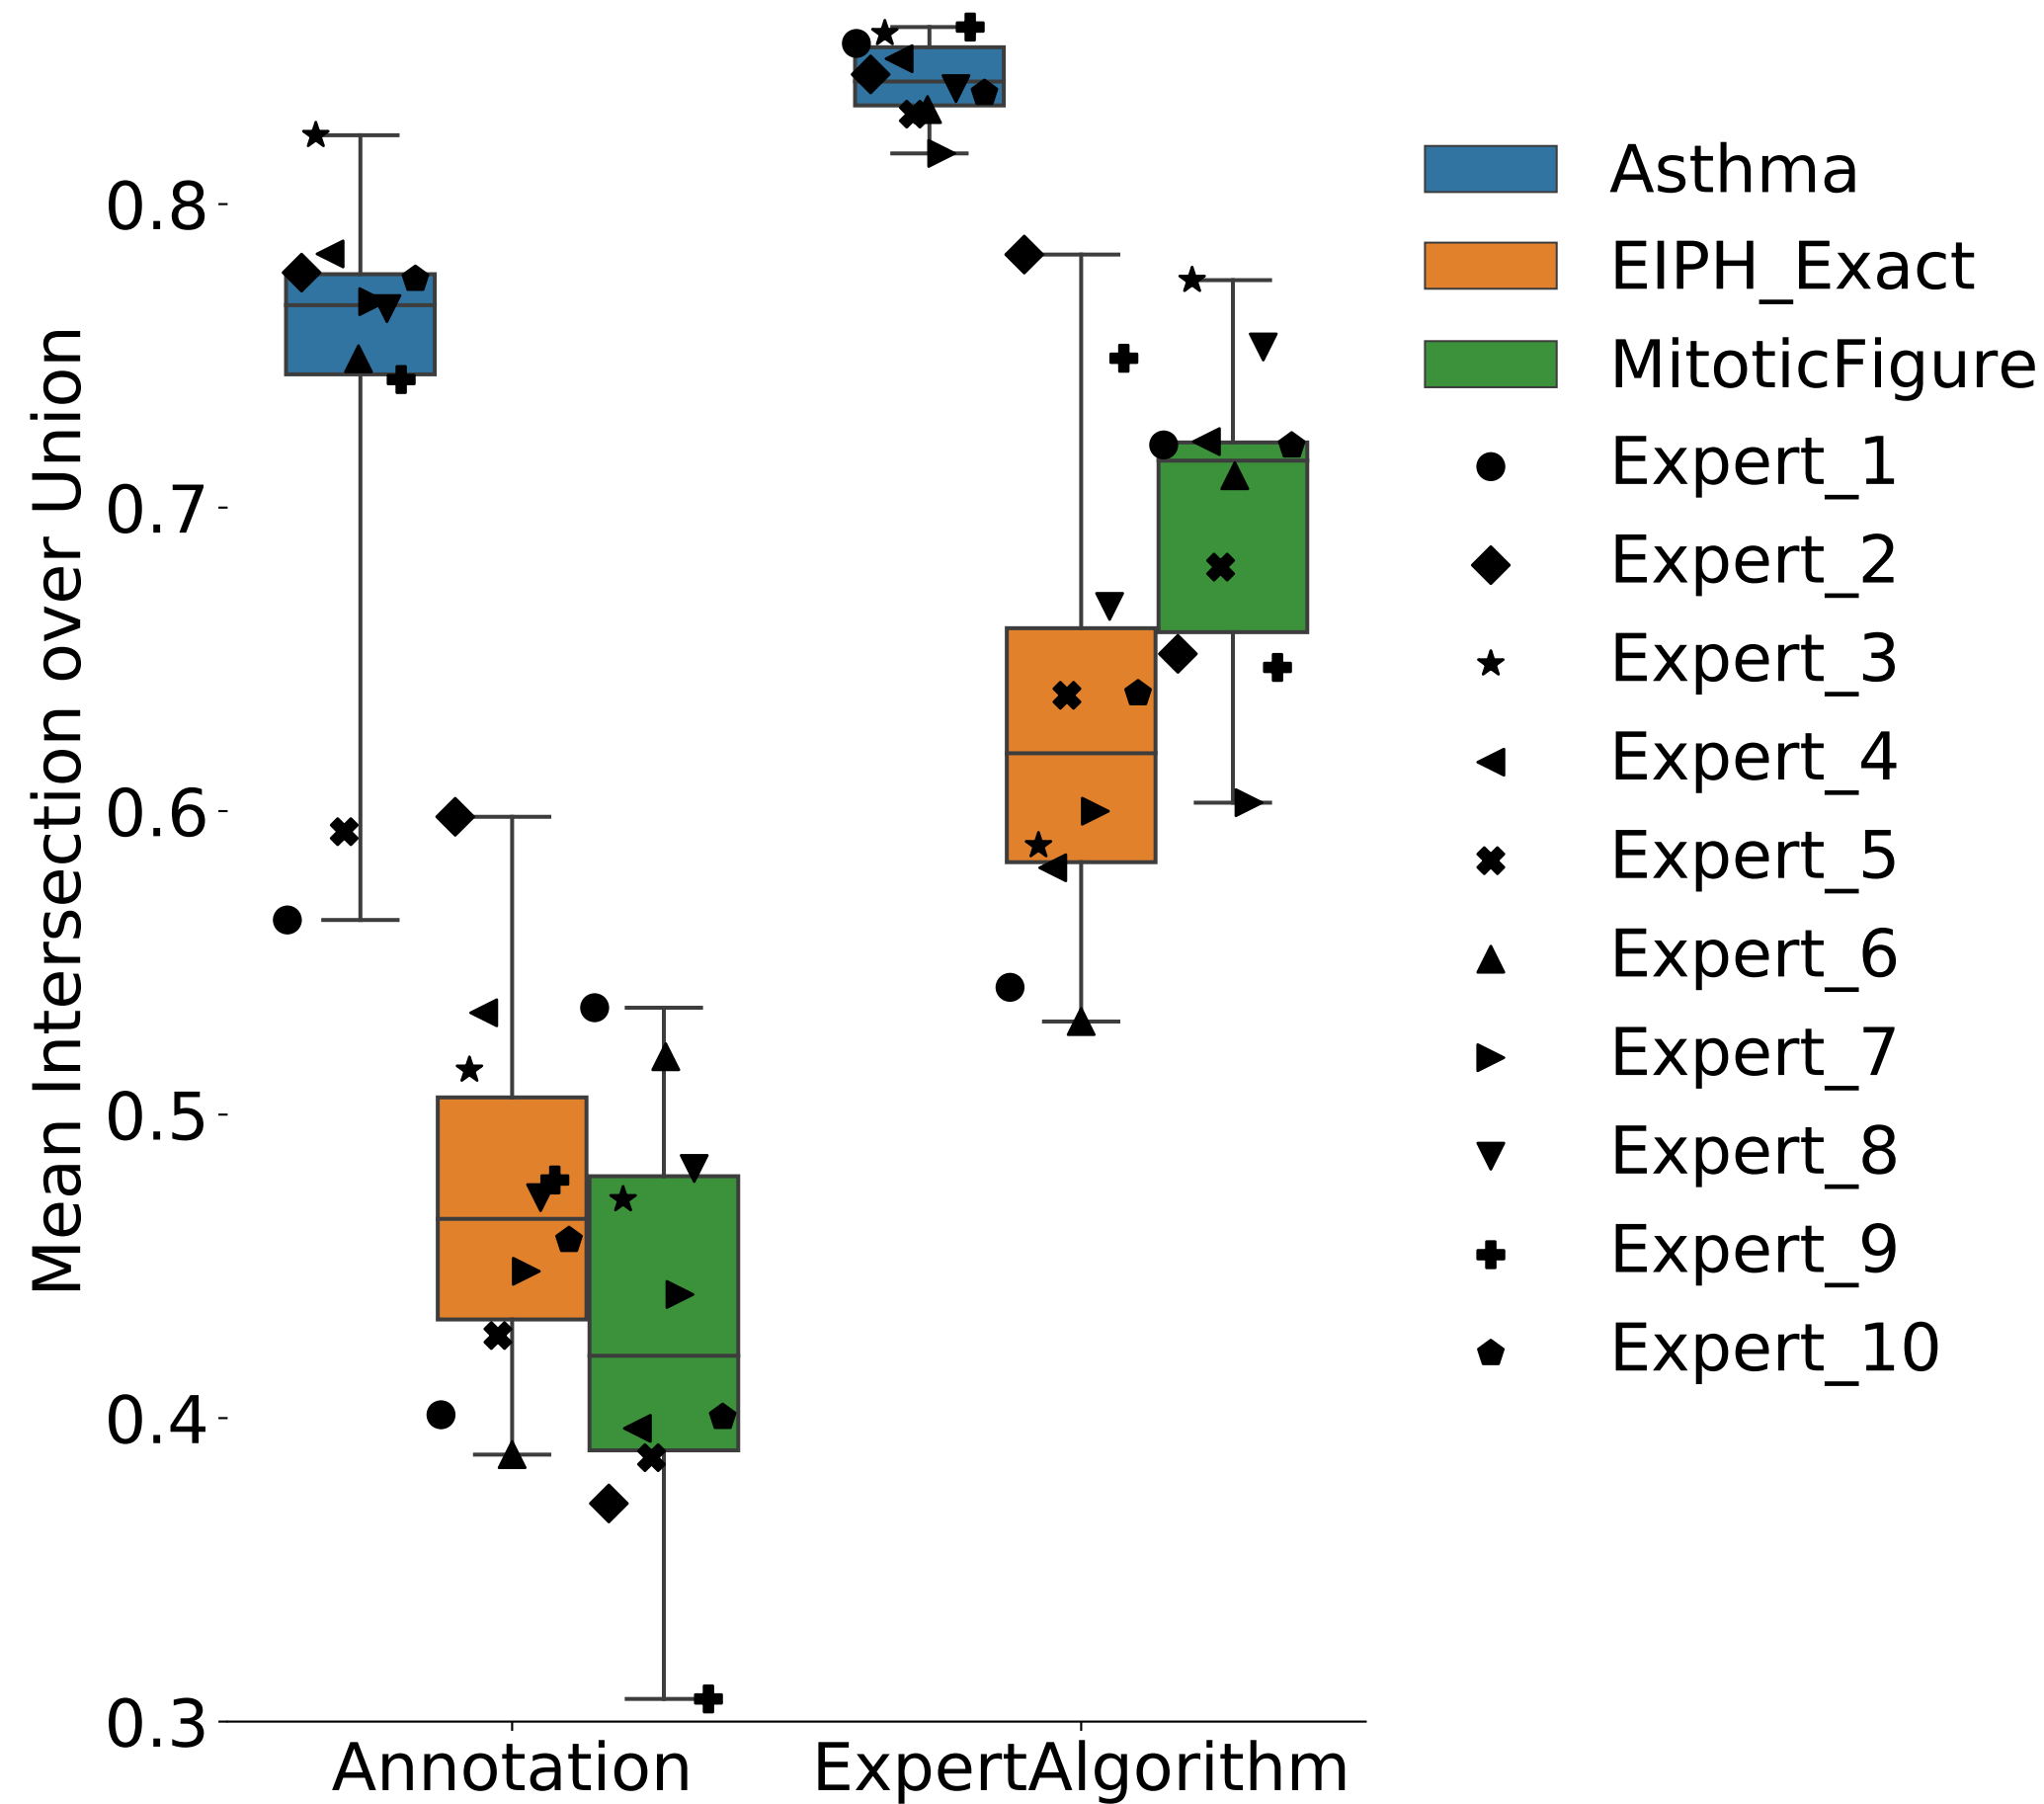 Mean Intersection over Union
0.8
0.7
0.6
0.5
0.4
0.3
Annotation
ExpertAlgorithm
Asthma
EIPH_Exact
MitoticFigure
Expert_1
Expert_2
Expert_3
Expert_4
Expert_5
Expert_6
Expert_7
Expert_8
Expert_9
Expert_10